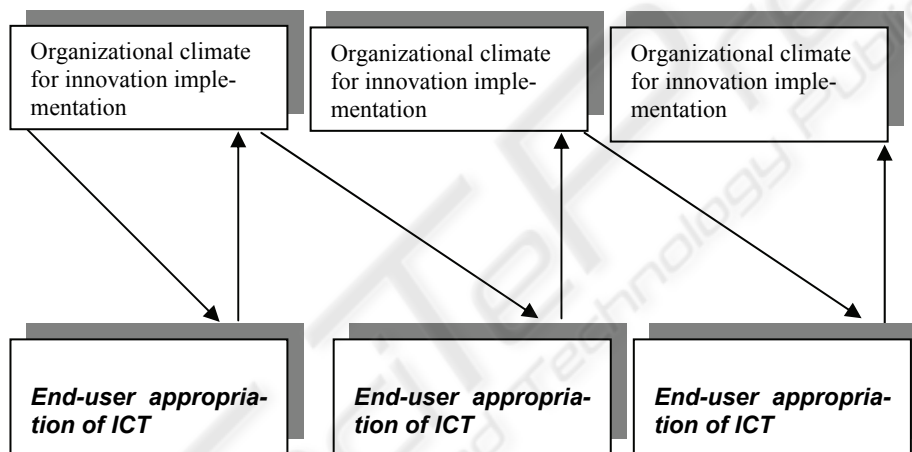 Organizational climate
for innovation imple-
mentation
Organizational climate
for innovation imple-
mentation
Organizational climate
for innovation imple-
mentation
End-user appropria-
tion of ICT
End-user appropria-
tion of ICT
End-user appropria-
tion of ICT